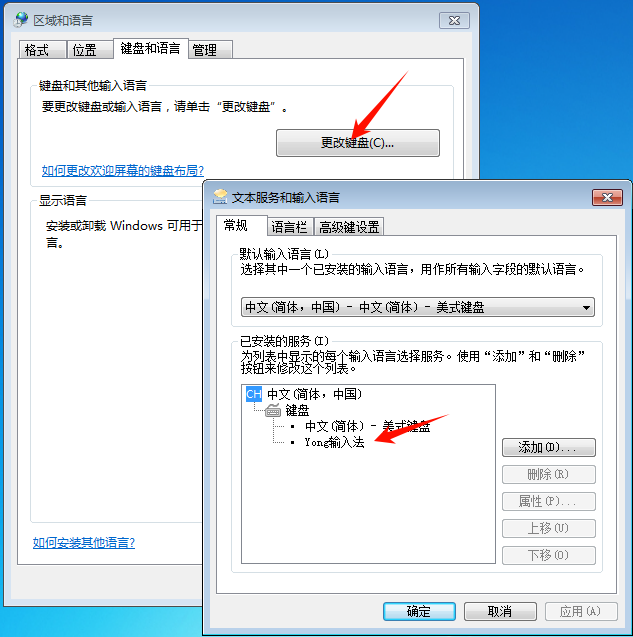 区域和语言
格式 位置 键盘和语言 管理
键盘和其他输入语言
要更改键盘或输入语言，请单击“更改键盘”。
更改键盘(C)...
如何更改欢迎屏幕的键盘布局?
显示语言
安装或卸载 Windows 可用于
言。
如何安装其他语言?
文本服务和输入语言
常规 语言栏 高级键设置
默认输入语言(L)
选择其中一个已安装的输入语言，用作所有输入字段的默认语言。
中文(简体，中国) - 中文(简体) - 美式键盘
已安装的服务(I)
为列表中显示的每个输入语言选择服务。使用“添加”和“删除”
按钮来修改这个列表。
CH 中文(简体，中国)
键盘
中文(简体) - 美式键盘
Yong输入法
添加(D)...
删除(R)
属性(P)...
上移(U)
下移(O)
确定 取消 应用(A)